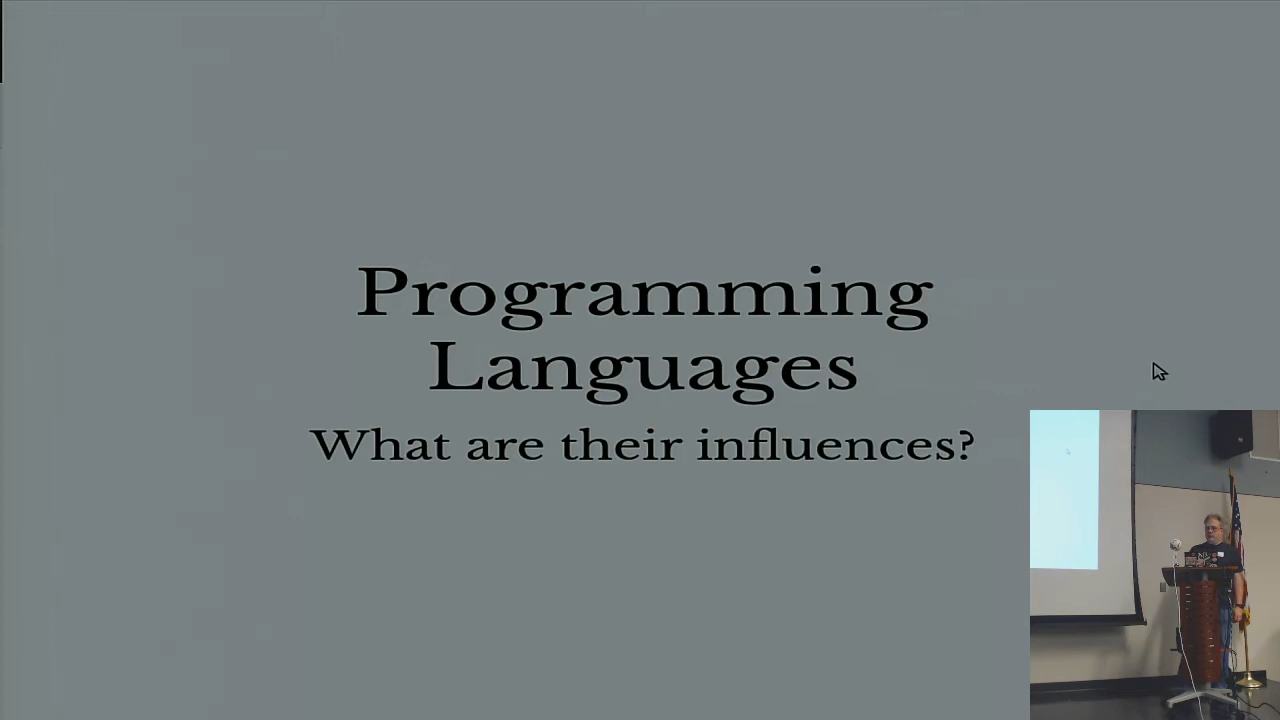 Programming
Languages
What are their influences?